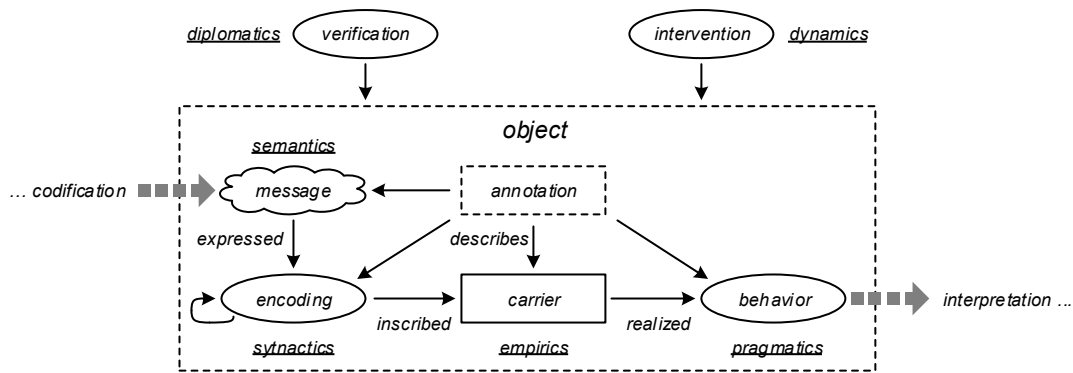 diplomatics
verification
intervention
dynamics
object
semantics
... codification
message
annotation
expressed
describes
encoding
carrier
behavior
interpretation ...
inscribed
realized
sytnactics
empirics
pragmatics